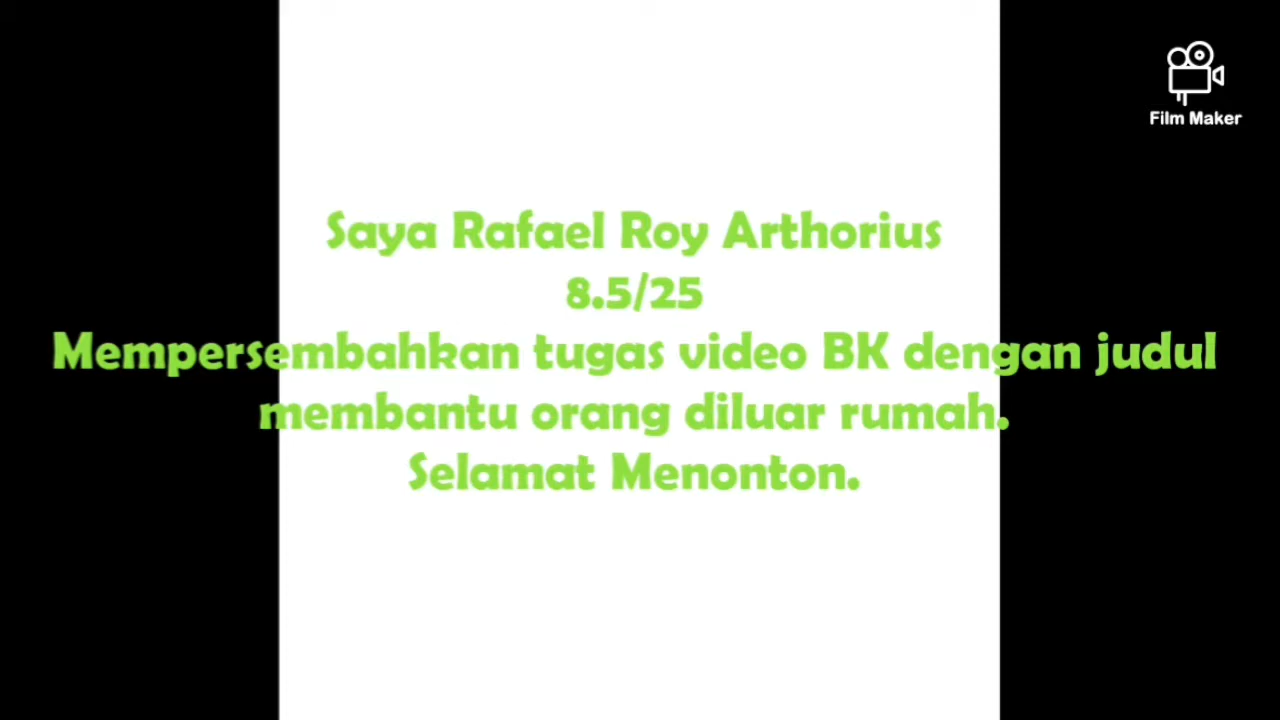 Film Maker
Saya Rafael Roy Arthorius
8.5/25
Mempersembahkan tugas video BK dengan judul
membantu orang diluar rumah.
Selamat Menonton.